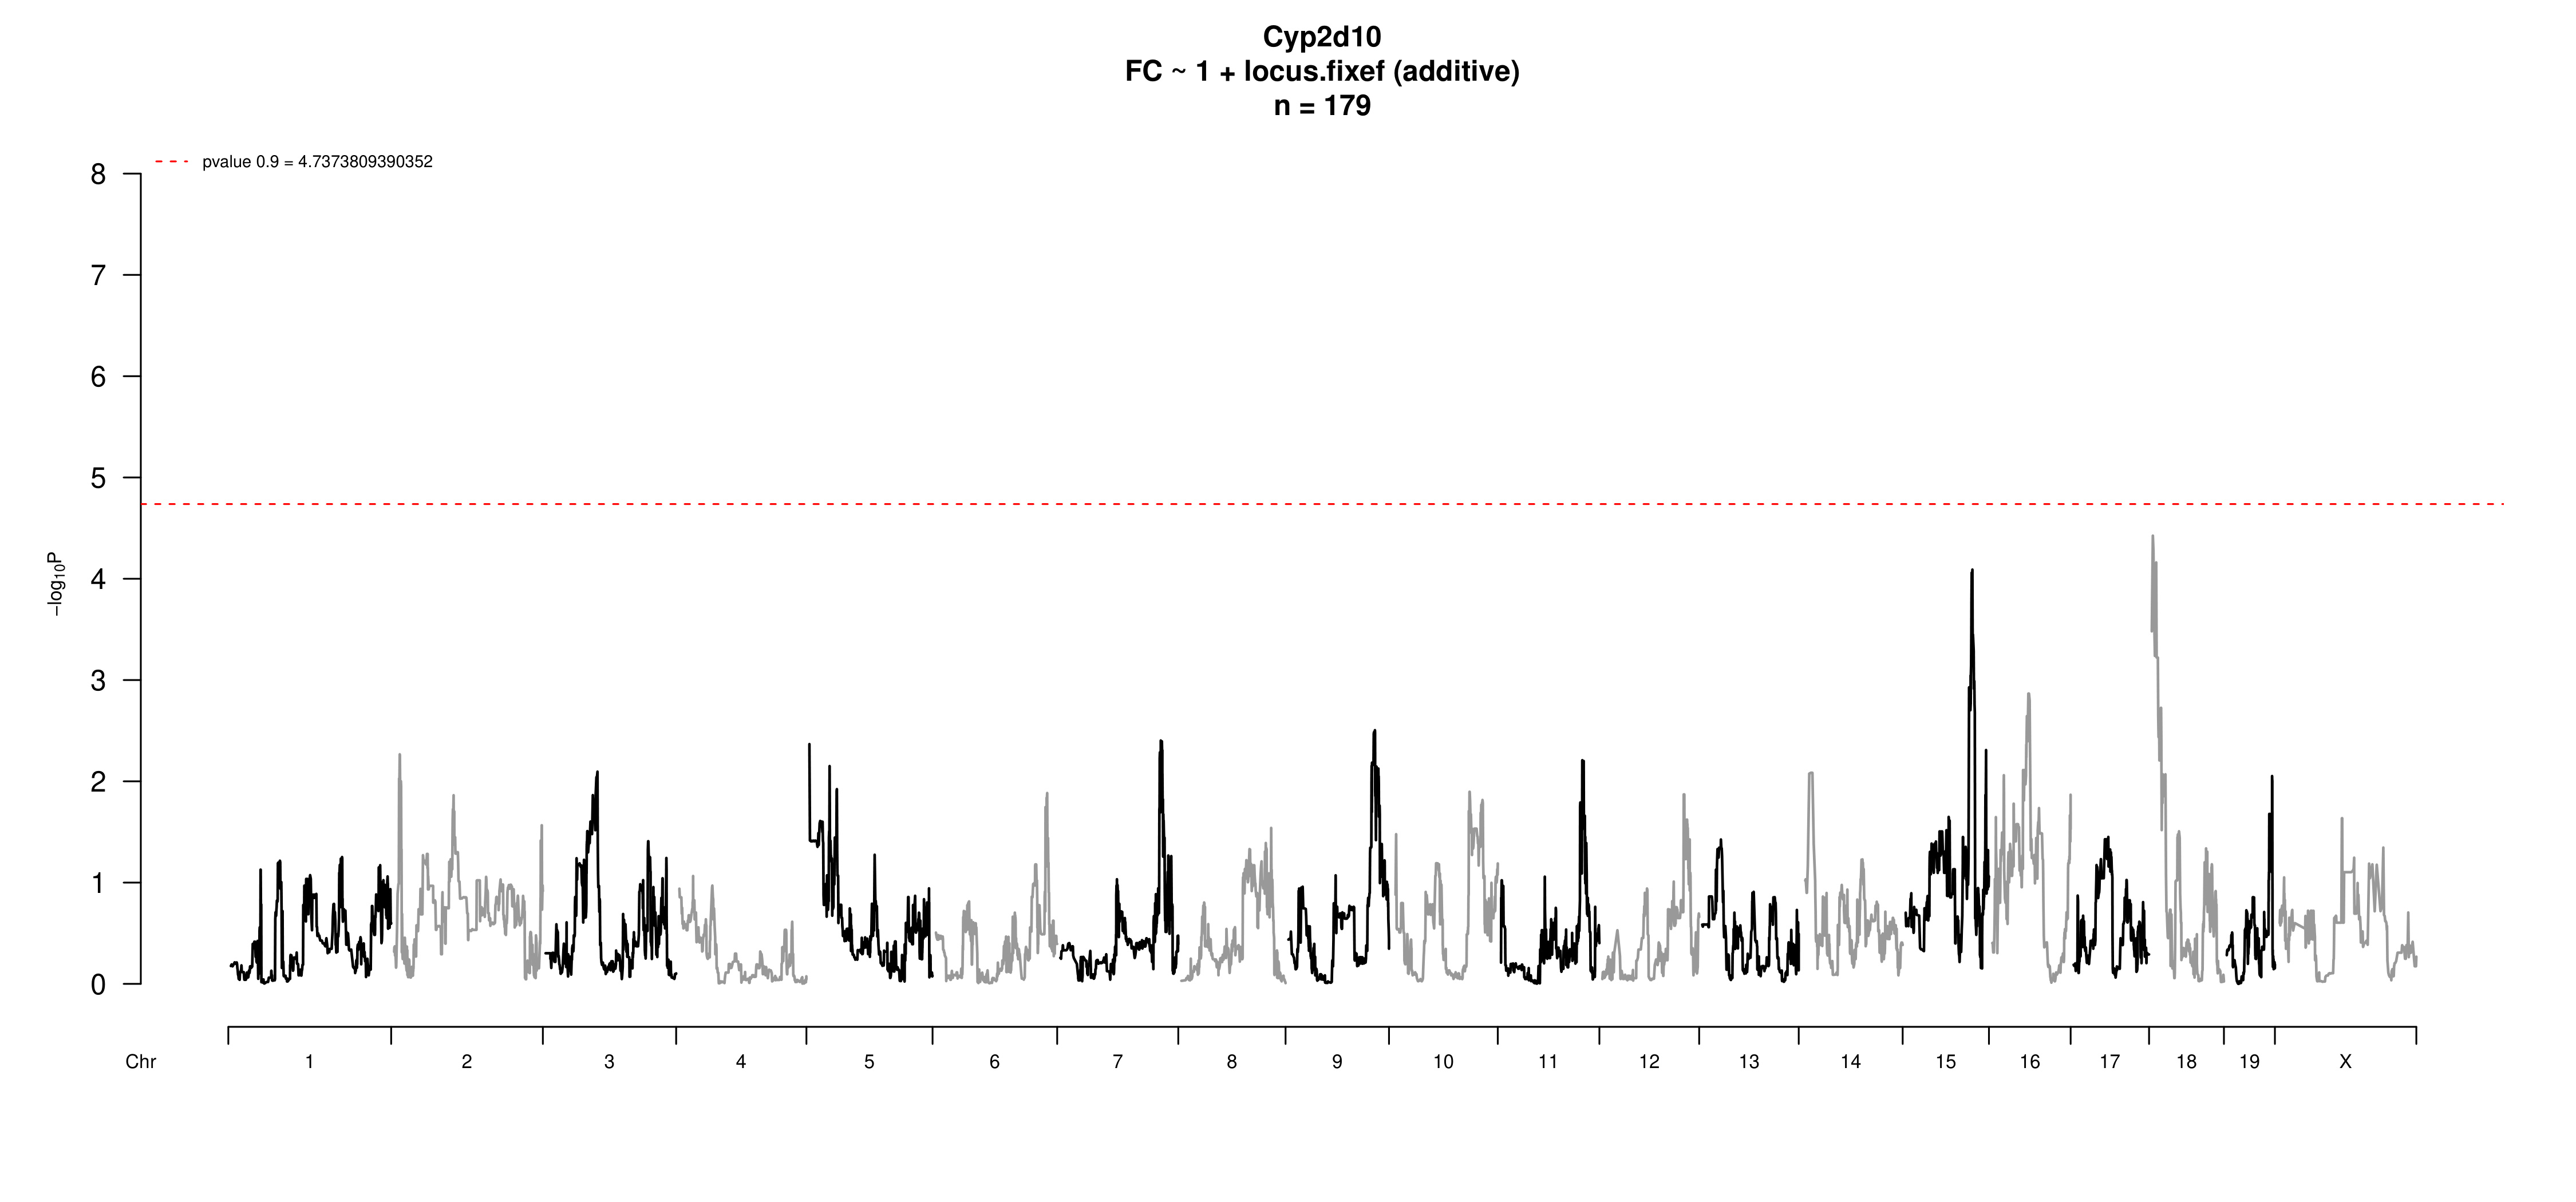 Cyp2d10
FC ~ 1 + locus.fixef (additive)
n = 179
pvalue 0.9 = 4.7373809390352
8
7
6
5
4
3
2
1
0
−log10P
Chr 1 2 3 4 5 6 7 8 9 10 11 12 13 14 15 16 17 18 19 X